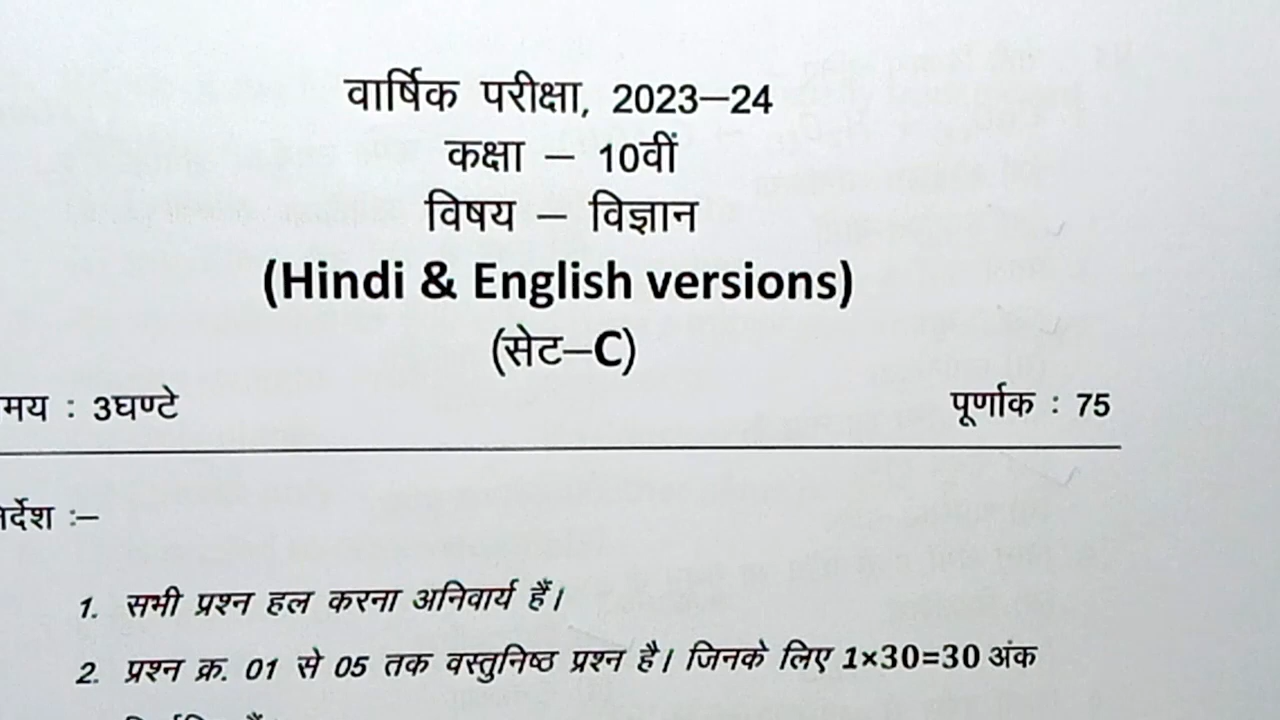 वार्षिक परीक्षा, 2023–24
कक्षा – 10वीं
विषय – विज्ञान
(Hindi & English versions)
(सेट–C)
मय : 3घण्टे पूर्णाक : 75
र्देश :–
1. सभी प्रश्न हल करना अनिवार्य हैं।
2. प्रश्न क्र. 01 से 05 तक वस्तुनिष्ठ प्रश्न है। जिनके लिए 1×30=30 अंक